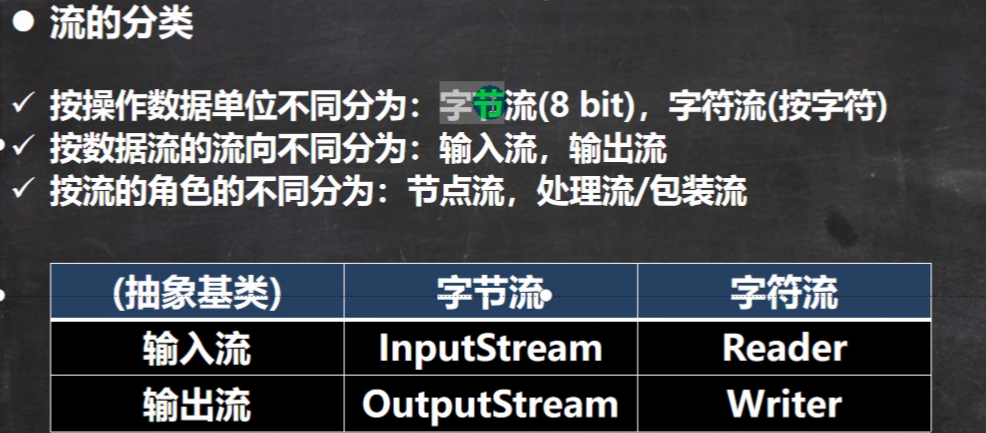 流的分类
按操作数据单位不同分为：字节流(8 bit)，字符流(按字符)
按数据流的流向不同分为：输入流，输出流
按流的角色的不同分为：节点流，处理流/包装流
(抽象基类) 字节流 字符流
输入流 InputStream Reader
输出流 OutputStream Writer